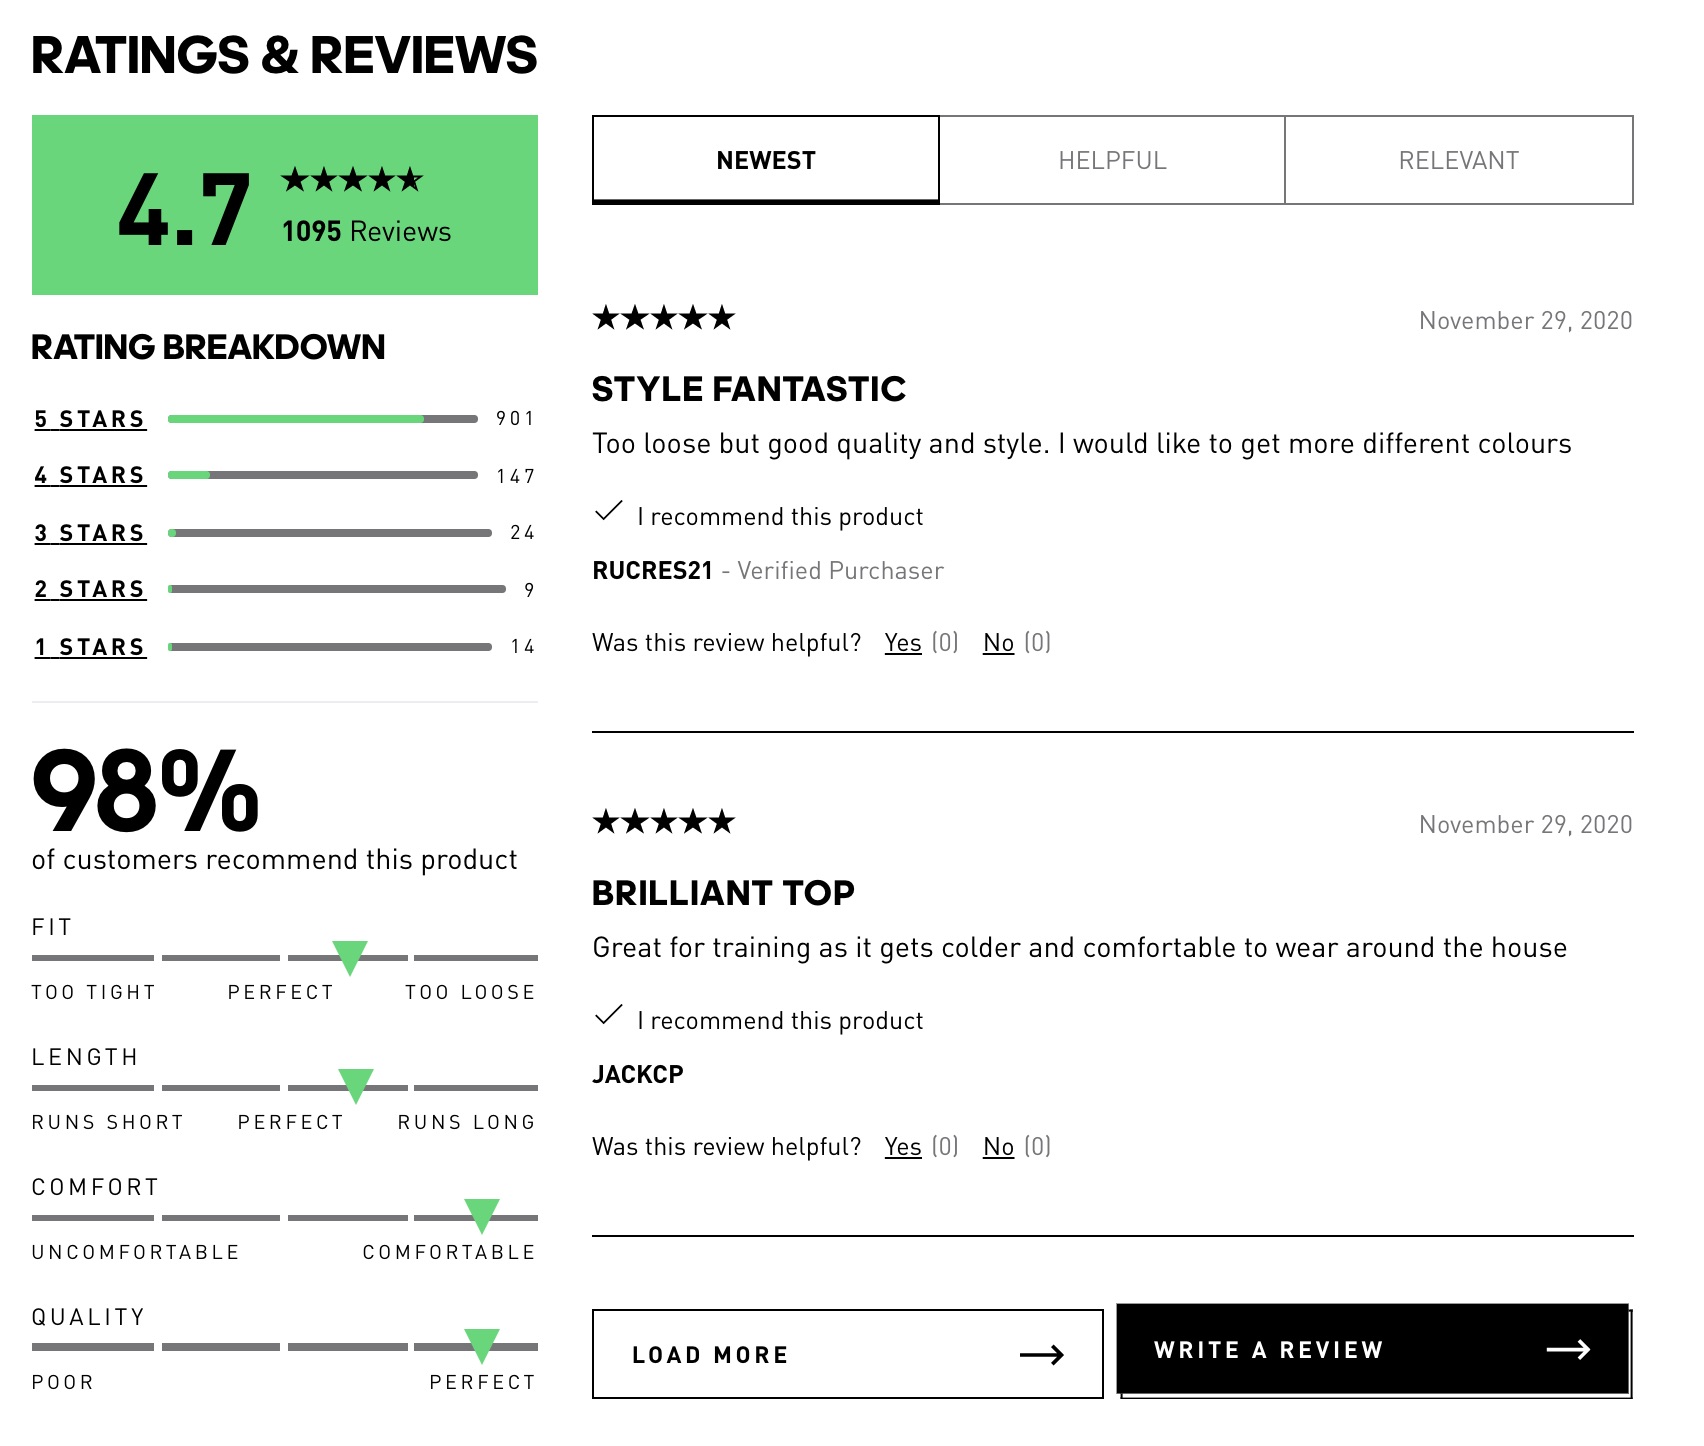 RATINGS & REVIEWS
4.7
1095 Reviews
RATING BREAKDOWN
5 STARS 901
4 STARS 147
3 STARS 24
2 STARS 9
1 STARS 14
98%
of customers recommend this product
FIT
TOO TIGHT PERFECT TOO LOOSE
LENGTH
RUNS SHORT PERFECT RUNS LONG
COMFORT
UNCOMFORTABLE COMFORTABLE
QUALITY
POOR PERFECT
NEWEST HELPFUL RELEVANT
November 29, 2020
STYLE FANTASTIC
Too loose but good quality and style. I would like to get more different colours
I recommend this product
RUCRES21 - Verified Purchaser
Was this review helpful? Yes (0) No (0)
November 29, 2020
BRILLIANT TOP
Great for training as it gets colder and comfortable to wear around the house
I recommend this product
JACKCP
Was this review helpful? Yes (0) No (0)
LOAD MORE
WRITE A REVIEW